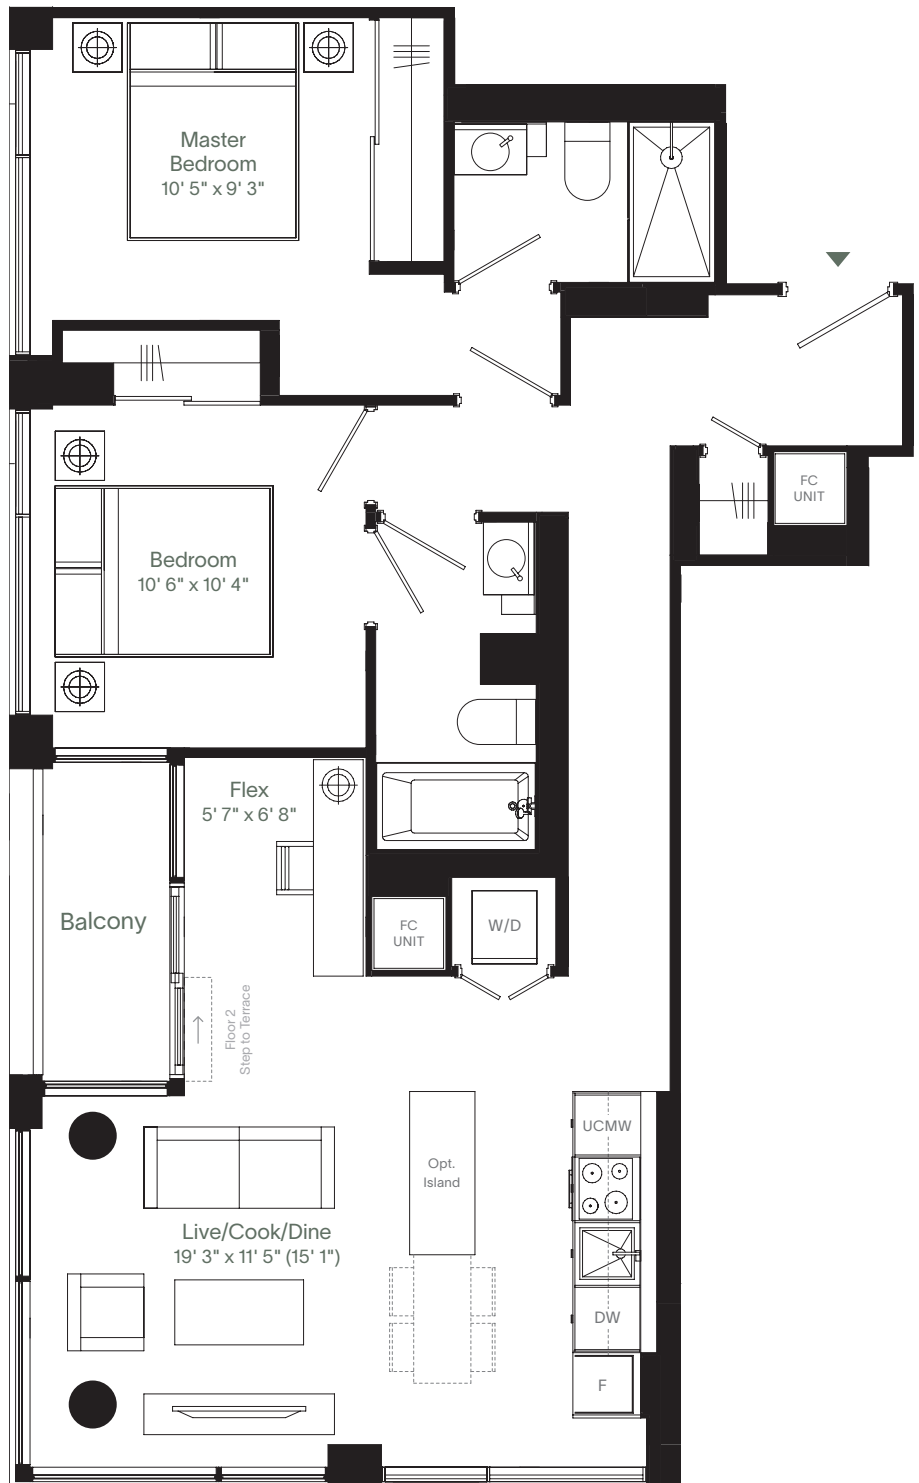 Master
Bedroom
10' 5" x 9' 3"
FC
UNIT
Bedroom
10' 6" x 10' 4"
Flex
5' 7" x 6' 8"
Balcony
FC
UNIT
W/D
Floor 2
Step to Terrace
UCMW
Opt.
Island
Live/Cook/Dine
19' 3" x 11' 5" (15' 1")
DW
F